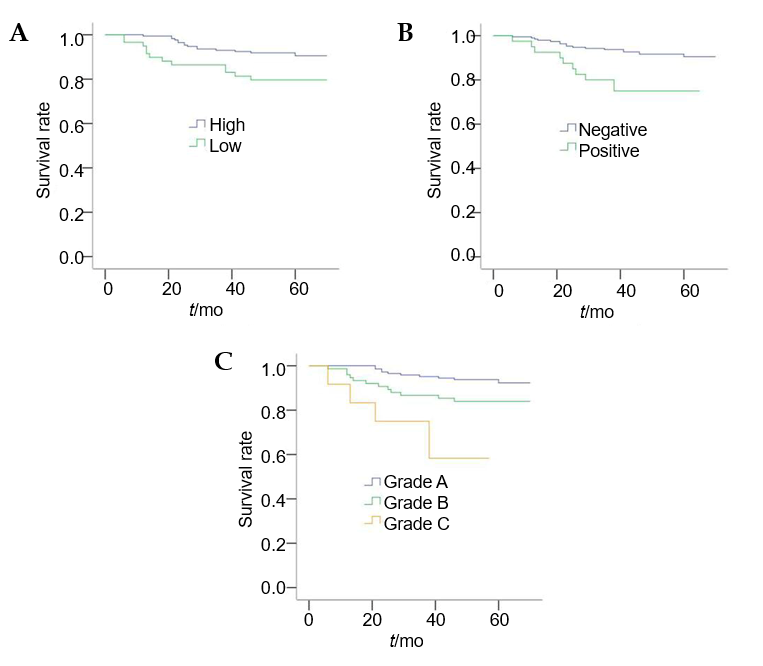 A
Survival rate
1.0
0.8
0.6
0.4
0.2
0.0
High
Low
0 20 40 60
t/mo
B
Survival rate
1.0
0.8
0.6
0.4
0.2
0.0
Negative
Positive
0 20 40 60
t/mo
C
Survival rate
1.0
0.8
0.6
0.4
0.2
0.0
Grade A
Grade B
Grade C
0 20 40 60
t/mo